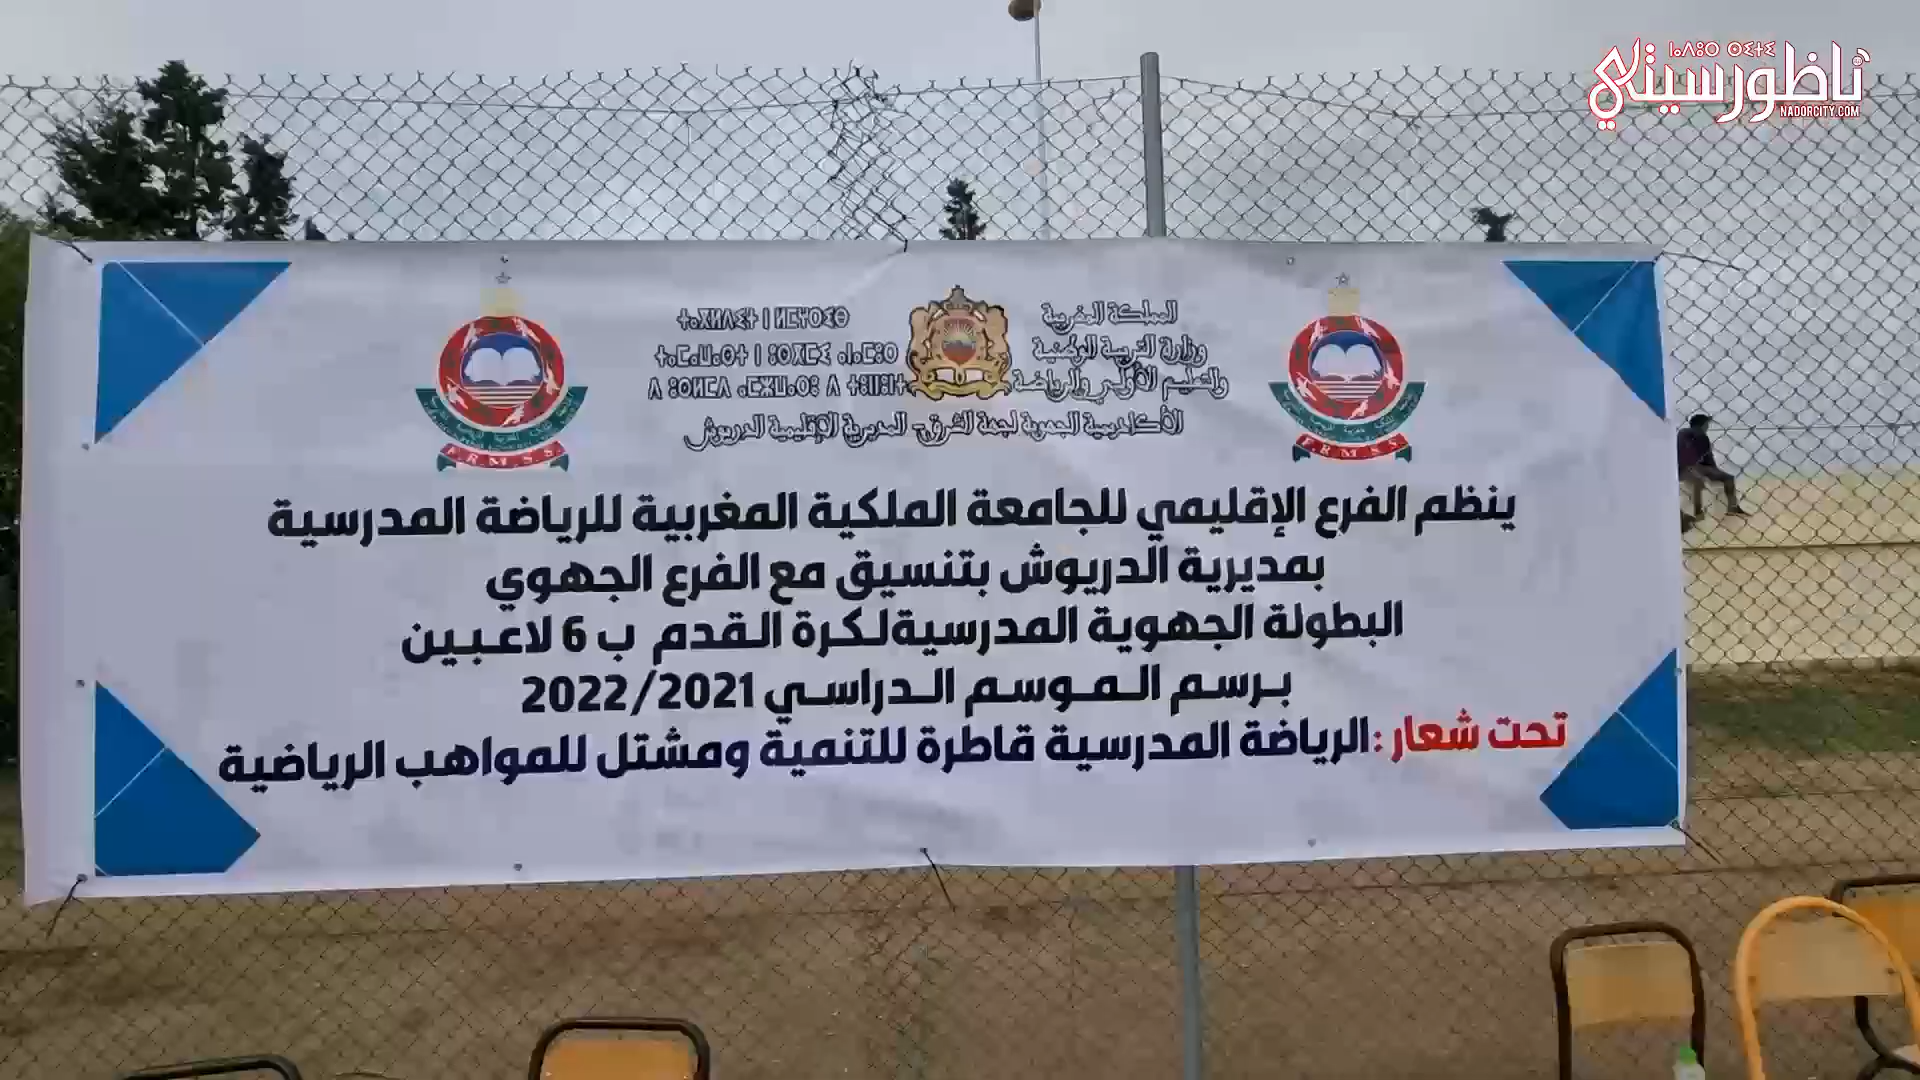 ⵏⴰⴷⵓⵔ ⵙⵉⵜⵉ
ناظورسيتي
NADORCITY.COM
المملكة المغربية
وزارة التربية الوطنية
والتعليم الأولي والرياضة
الأكاديمية الجهوية لجهة الشرق- المديرية الإقليمية الدريوش
F.R.M.S.S.
F.R.M.S.S.
ينظم الفرع الإقليمي للجامعة الملكية المغربية للرياضة المدرسية
بمديرية الدريوش بتنسيق مع الفرع الجهوي
البطولة الجهوية المدرسيةلكرة القدم ب 6 لاعبين
برسم الموسم الدراسي 2022/2021
تحت شعار :الرياضة المدرسية قاطرة للتنمية ومشتل للمواهب الرياضية